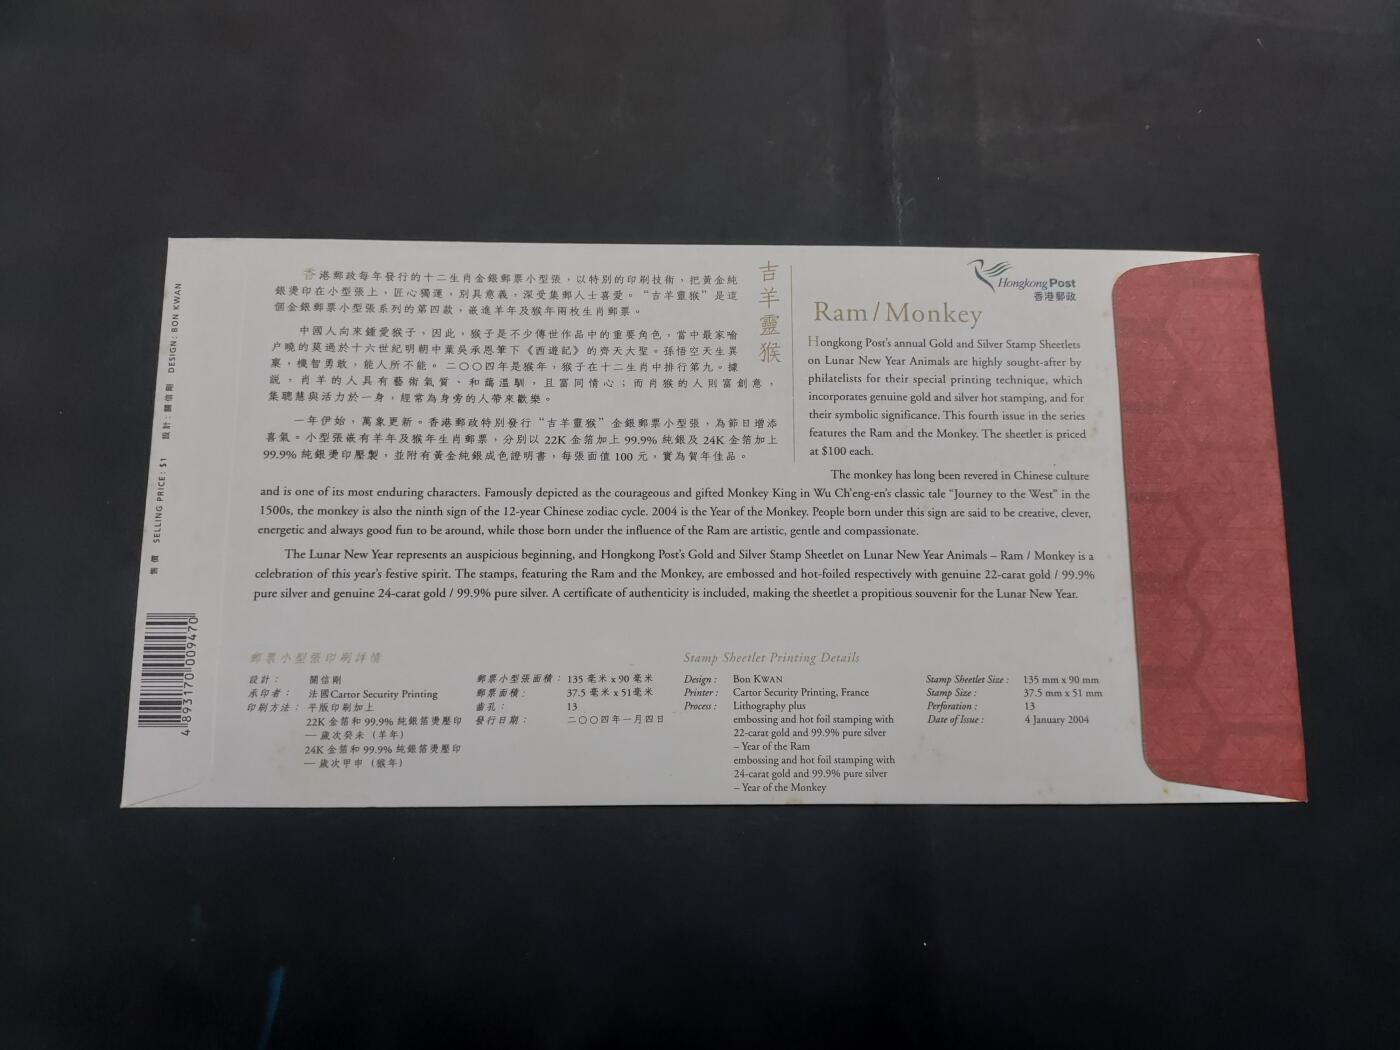 香港郵政每年發行的十二生肖金銀郵票小型張，以特別的印刷技術，把黃金純
銀燙印在小型張上，匠心獨運，別具意義，深受集郵人士喜愛。“吉羊靈猴”是這
個金銀郵票小型張系列的第四款，嵌進羊年及猴年兩枚生肖郵票。
中國人向來鍾愛猴子，因此，猴子是不少傳世作品中的重要角色，當中最家喻
户曉的莫過於十六世紀明朝中葉吳承恩筆下《西遊記》的齊天大聖。孫悟空天生異
稟，機智勇敢，能人所不能。二〇〇四年是猴年，猴子在十二生肖中排行第九。據
説，肖羊的人具有藝術氣質、和藹溫馴，且富同情心；而肖猴的人則富創意，
集聰慧與活力於一身，經常為身旁的人帶來歡樂。
一年伊始，萬象更新。香港郵政特別發行“吉羊靈猴”金銀郵票小型張，為節日增添
喜氣。小型張嵌有羊年及猴年生肖郵票，分別以 22K 金箔加上 99.9% 純銀及 24K 金箔加上
99.9% 純銀燙印壓製，並附有黃金純銀成色證明書，每張面值 100 元，實為賀年佳品。
吉羊靈猴
Hongkong Post
香港郵政
Ram / Monkey
Hongkong Post's annual Gold and Silver Stamp Sheetlets
on Lunar New Year Animals are highly sought-after by
philatelists for their special printing technique, which
incorporates genuine gold and silver hot stamping, and for
their symbolic significance. This fourth issue in the series
features the Ram and the Monkey. The sheetlet is priced
at $100 each.
The monkey has long been revered in Chinese culture
and is one of its most enduring characters. Famously depicted as the courageous and gifted Monkey King in Wu Ch'eng-en's classic tale “Journey to the West” in the
1500s, the monkey is also the ninth sign of the 12-year Chinese zodiac cycle. 2004 is the Year of the Monkey. People born under this sign are said to be creative, clever,
energetic and always good fun to be around, while those born under the influence of the Ram are artistic, gentle and compassionate.
The Lunar New Year represents an auspicious beginning, and Hongkong Post's Gold and Silver Stamp Sheetlet on Lunar New Year Animals – Ram / Monkey is a
celebration of this year's festive spirit. The stamps, featuring the Ram and the Monkey, are embossed and hot-foiled respectively with genuine 22-carat gold / 99.9%
pure silver and genuine 24-carat gold / 99.9% pure silver. A certificate of authenticity is included, making the sheetlet a propitious souvenir for the Lunar New Year.
郵票小型張印刷詳情
設計： 關信剛
承印者： 法國Cartor Security Printing
印刷方法： 平版印刷加上
22K 金箔和 99.9% 純銀箔燙壓印
— 歲次癸未（羊年）
24K 金箔和 99.9% 純銀箔燙壓印
— 歲次甲申（猴年）
郵票小型張面積： 135 毫米 x 90 毫米
郵票面積： 37.5 毫米 x 51毫米
齒孔： 13
發行日期： 二〇〇四年一月四日
Stamp Sheetlet Printing Details
Design : Bon KWAN
Printer : Cartor Security Printing, France
Process : Lithography plus
embossing and hot foil stamping with
22-carat gold and 99.9% pure silver
– Year of the Ram
embossing and hot foil stamping with
24-carat gold and 99.9% pure silver
– Year of the Monkey
Stamp Sheetlet Size : 135 mm x 90 mm
Stamp Size : 37.5 mm x 51 mm
Perforation : 13
Date of Issue : 4 January 2004
售價 SELLING PRICE : $1 設計 : 關信剛 DESIGN : BON KWAN
4 893170 009470